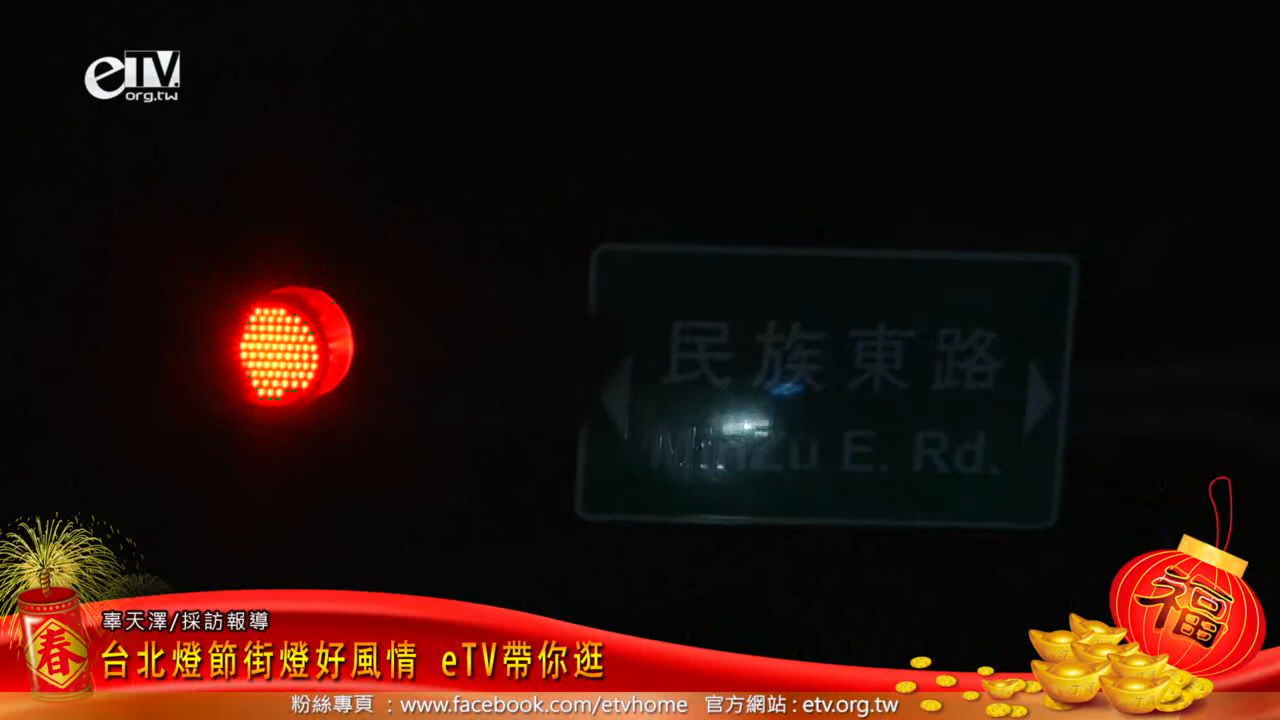 eTV
org.tw
民族東路
MinZu E. Rd.
福
春
辜天澤/採訪報導
台北燈節街燈好風情 eTV帶你逛
粉絲專頁：www.facebook.com/etvhome 官方網站：etv.org.tw